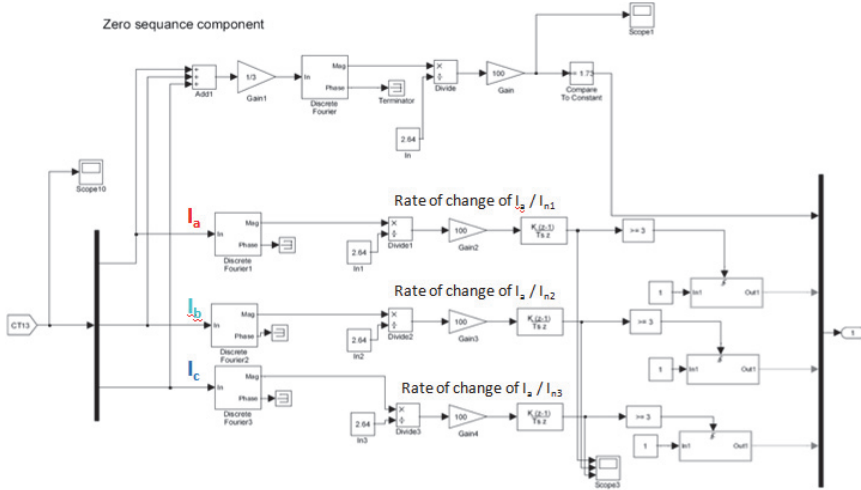 Zero sequance component
Scope1
Mag
Phase
In
Discrete
Fourier
Add1
1/3
Gain1
Terminator
Divide
100
Gain
Compare
To Constant
2.64
In
Scope10
Ia
Rate of change of Ia / In1
Mag
Phase
In
Discrete
Fourier1
2.64
In1
Divide1
100
Gain2
K (z-1)
Ts z
>= 3
1
In1
Out1
Ib
Rate of change of Ia / In2
CT13
Mag
Phase
In
Discrete
Fourier2
2.64
In2
Divide2
100
Gain3
K (z-1)
Ts z
>= 3
1
1
In1
Out1
Ic
Rate of change of Ia / In3
Mag
Phase
In
Discrete
Fourier3
2.64
In3
Divide3
100
Gain4
K (z-1)
Ts z
>= 3
1
In1
Out1
Scope3